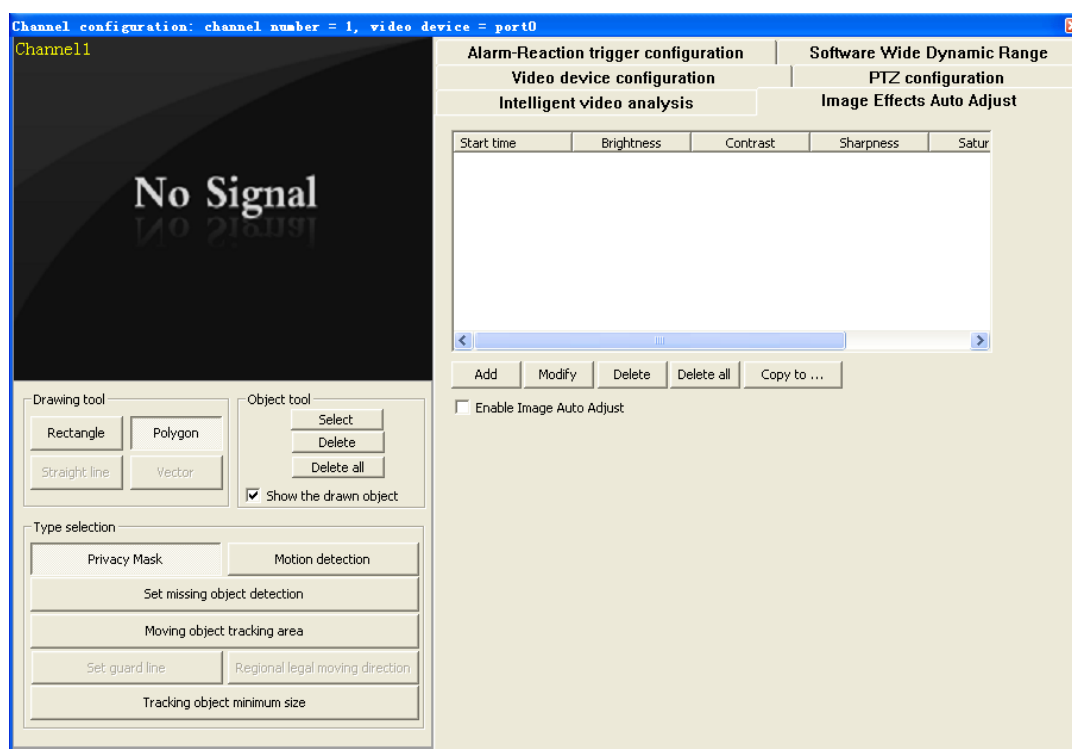 Channel configuration: channel number = 1, video device = port0
Channel1
No Signal
Alarm-Reaction trigger configuration
Software Wide Dynamic Range
Video device configuration
PTZ configuration
Intelligent video analysis
Image Effects Auto Adjust
Start time
Brightness
Contrast
Sharpness
Satur
Add
Modify
Delete
Delete all
Copy to ...
Enable Image Auto Adjust
Drawing tool
Rectangle
Polygon
Straight line
Vector
Object tool
Select
Delete
Delete all
Show the drawn object
Type selection
Privacy Mask
Motion detection
Set missing object detection
Moving object tracking area
Set guard line
Regional legal moving direction
Tracking object minimum size